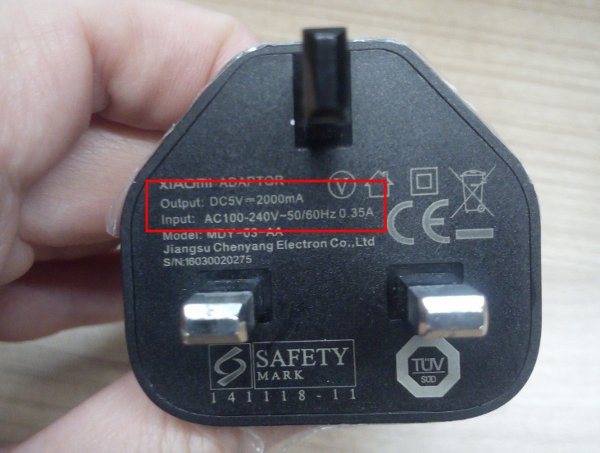 XIAOMI ADAPTOR
Output: DC5V⎓2000mA
Input: AC100-240V~50/60Hz 0.35A
Model: MDY-03-AA
Jiangsu Chenyang Electron Co.,Ltd
S/N:16030020275
V
CE
S SAFETY
MARK
141118-11
TÜV
SÜD